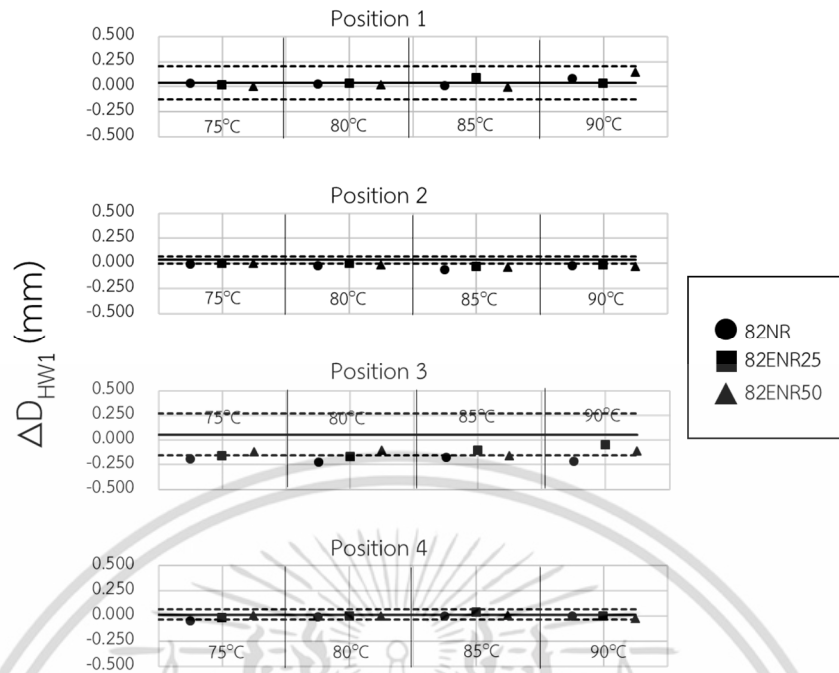 Position 1
0.500
0.250
0.000
-0.250
-0.500
75°C 80°C 85°C 90°C
Position 2
0.500
0.250
0.000
-0.250
-0.500
75°C 80°C 85°C 90°C
Position 3
0.500
0.250
0.000
-0.250
-0.500
75°C 80°C 85°C 90°C
Position 4
0.500
0.250
0.000
-0.250
-0.500
75°C 80°C 85°C 90°C
ΔD_HW1 (mm)
82NR
82ENR25
82ENR50